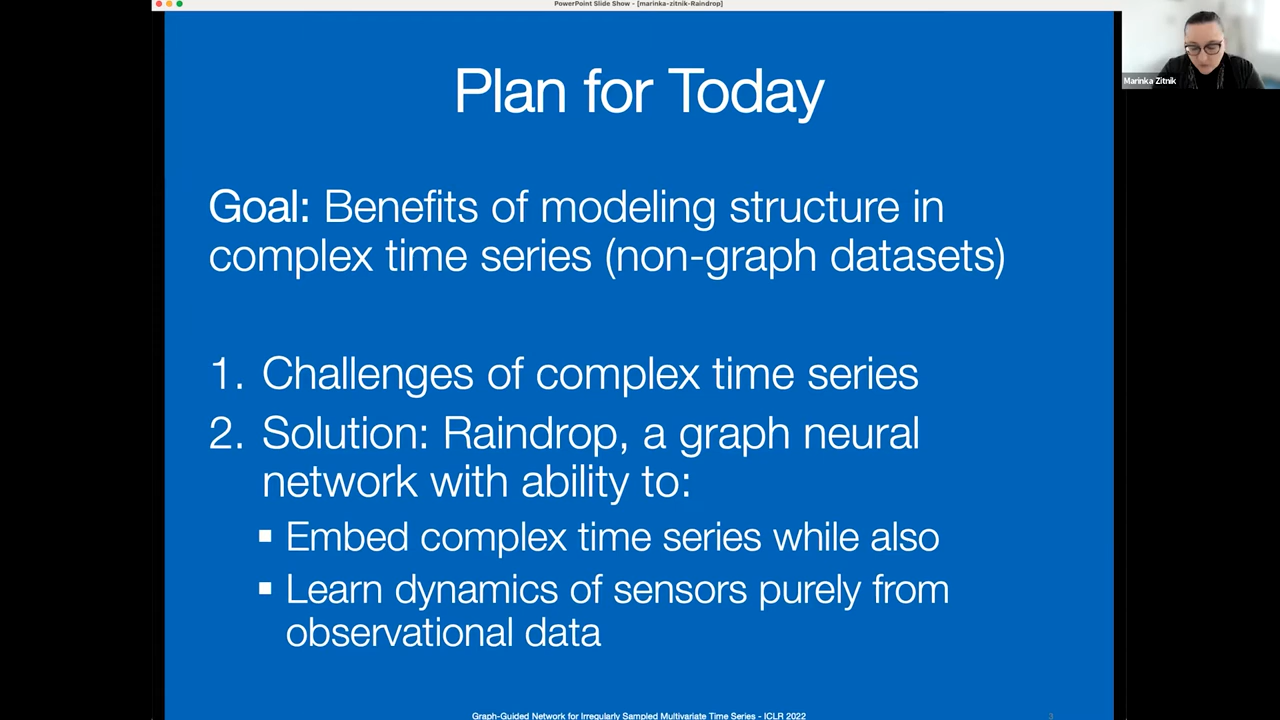 PowerPoint Slide Show - [marinka-zitnik-Raindrop]
Marinka Zitnik
Plan for Today
Goal: Benefits of modeling structure in
complex time series (non-graph datasets)
1. Challenges of complex time series
2. Solution: Raindrop, a graph neural
network with ability to:
▪ Embed complex time series while also
▪ Learn dynamics of sensors purely from
observational data
Graph-Guided Network for Irregularly Sampled Multivariate Time Series - ICLR 2022
3